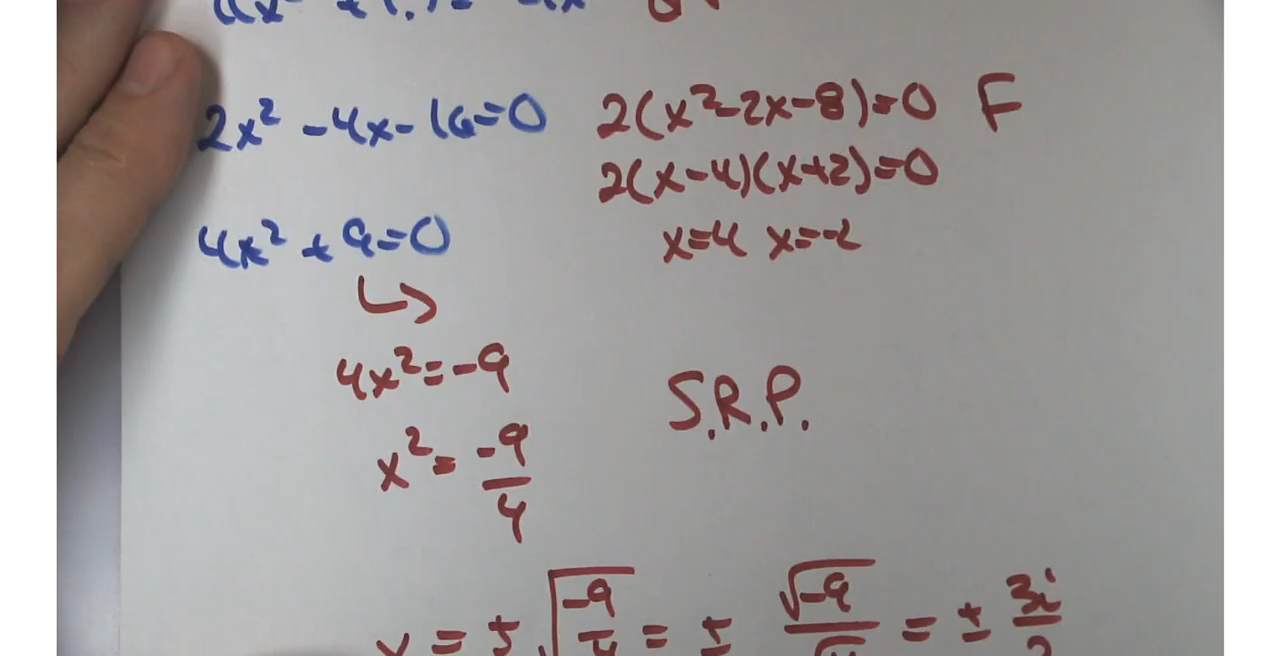 2x² - 4x - 16 = 0
2(x² - 2x - 8) = 0 F
2(x - 4)(x + 2) = 0
x = 4 x = -2
4x² + 9 = 0
↳
4x² = -9
S.R.P.
x² = -9/4
x = ± √(-9/4) = ± √-9/√4 = ± 3i/2